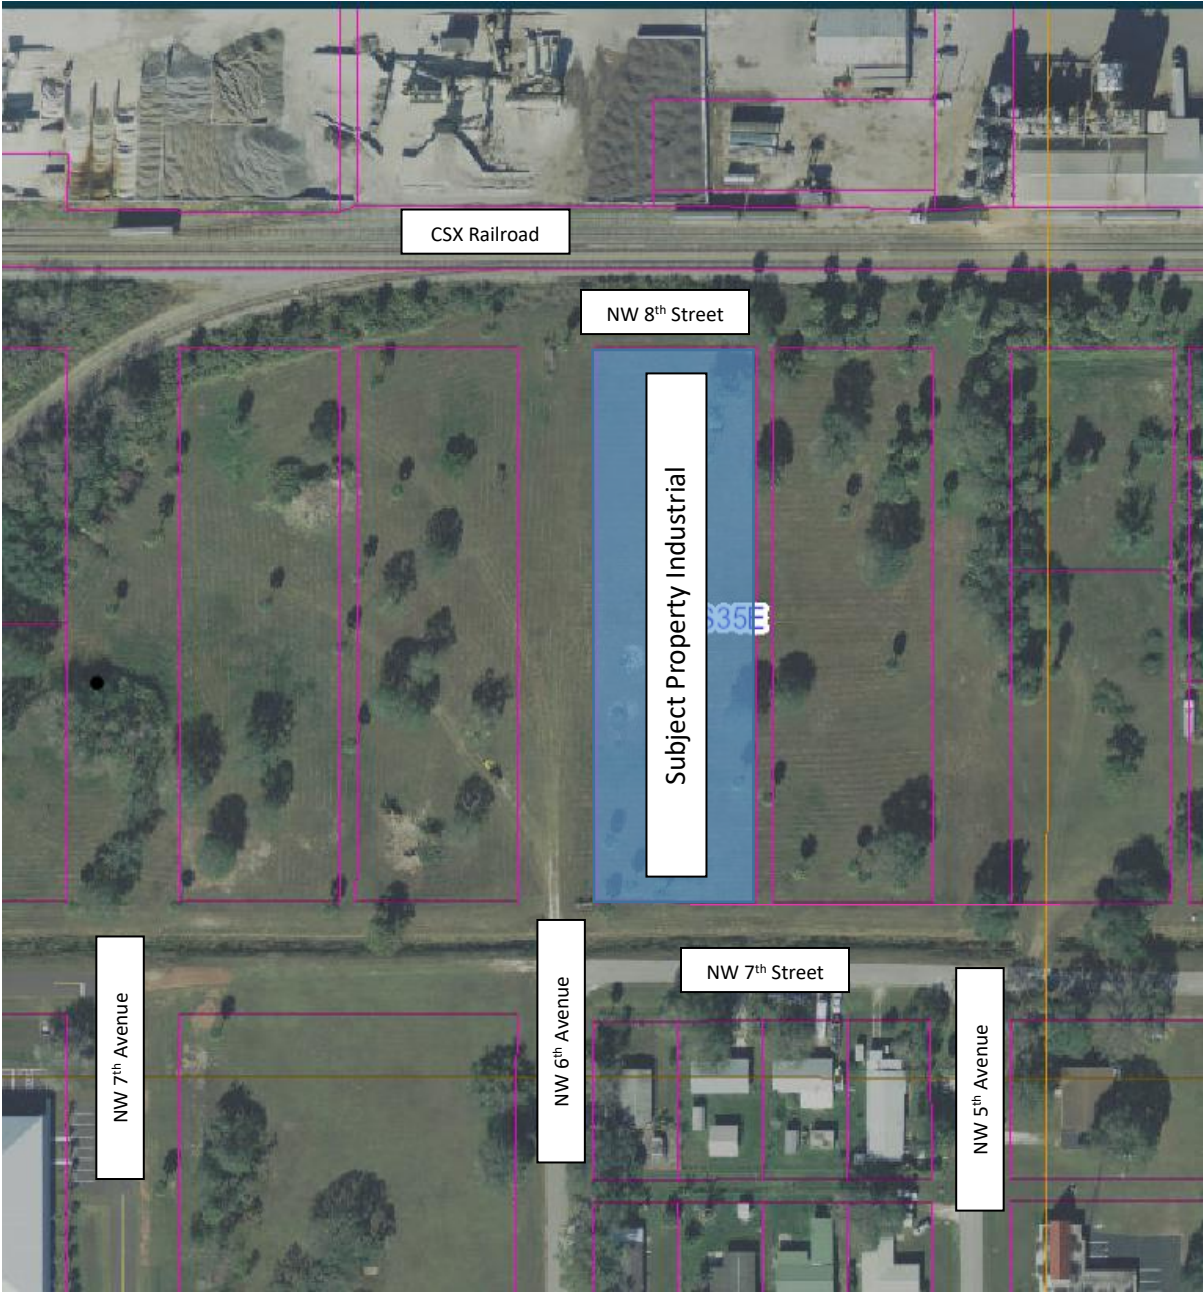 CSX Railroad
NW 8th Street
Subject Property Industrial
S35E
NW 7th Street
NW 7th Avenue
NW 6th Avenue
NW 5th Avenue